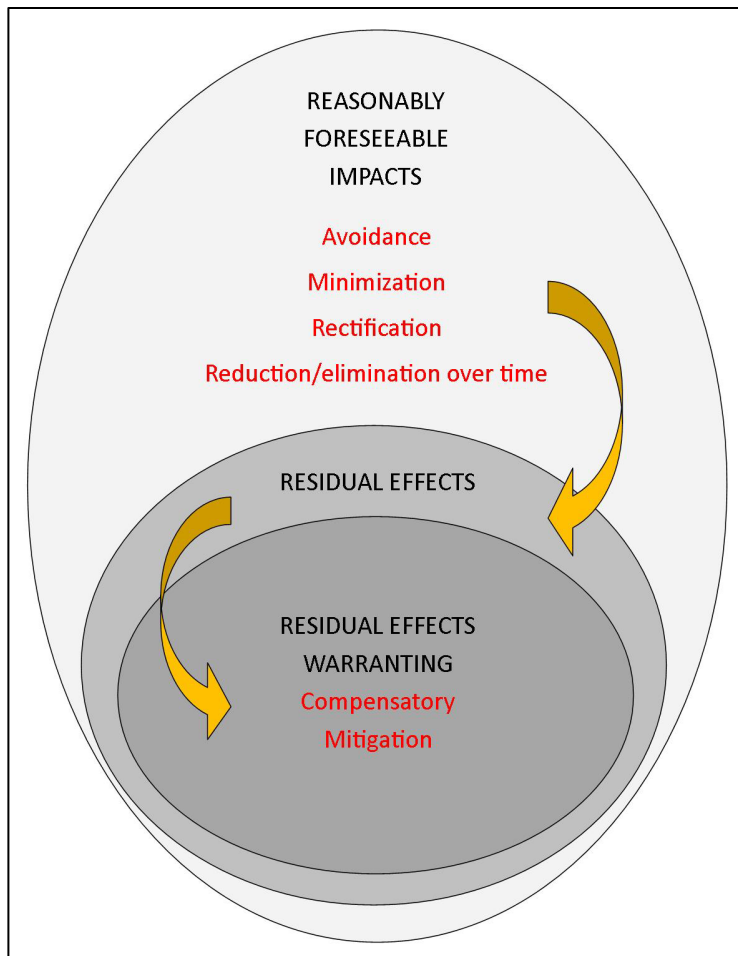 REASONABLY
FORESEEABLE
IMPACTS
Avoidance
Minimization
Rectification
Reduction/elimination over time
RESIDUAL EFFECTS
RESIDUAL EFFECTS
WARRANTING
Compensatory
Mitigation